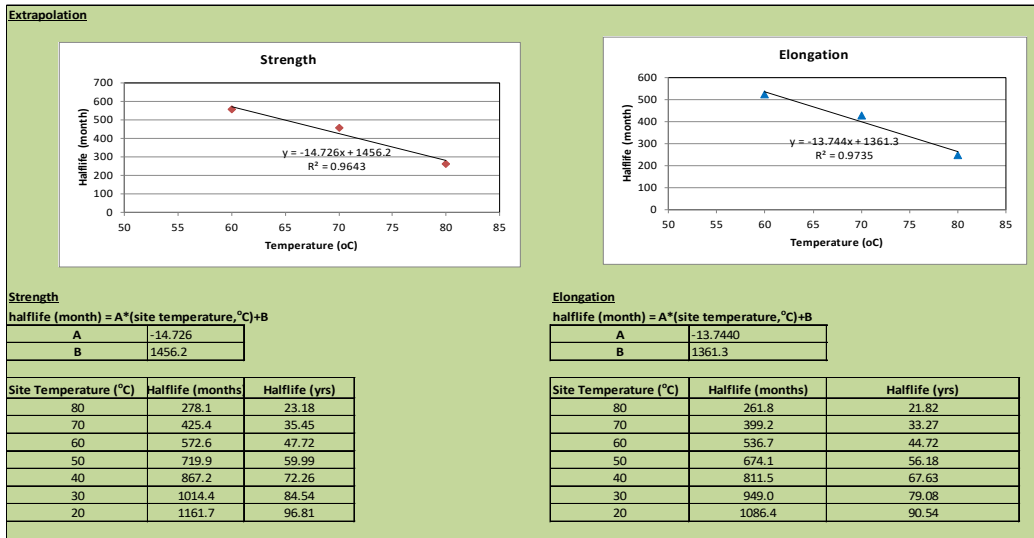 Extrapolation
Strength
700
600
500
400
300
200
100
0
Halflife (month)
y = -14.726x + 1456.2
R² = 0.9643
50 55 60 65 70 75 80 85
Temperature (oC)
Elongation
600
500
400
300
200
100
0
Halflife (month)
y = -13.744x + 1361.3
R² = 0.9735
50 55 60 65 70 75 80 85
Temperature (oC)
Strength
halflife (month) = A*(site temperature,°C)+B
A -14.726
B 1456.2
Site Temperature (°C) Halflife (months) Halflife (yrs)
80 278.1 23.18
70 425.4 35.45
60 572.6 47.72
50 719.9 59.99
40 867.2 72.26
30 1014.4 84.54
20 1161.7 96.81
Elongation
halflife (month) = A*(site temperature,°C)+B
A -13.7440
B 1361.3
Site Temperature (°C) Halflife (months) Halflife (yrs)
80 261.8 21.82
70 399.2 33.27
60 536.7 44.72
50 674.1 56.18
40 811.5 67.63
30 949.0 79.08
20 1086.4 90.54